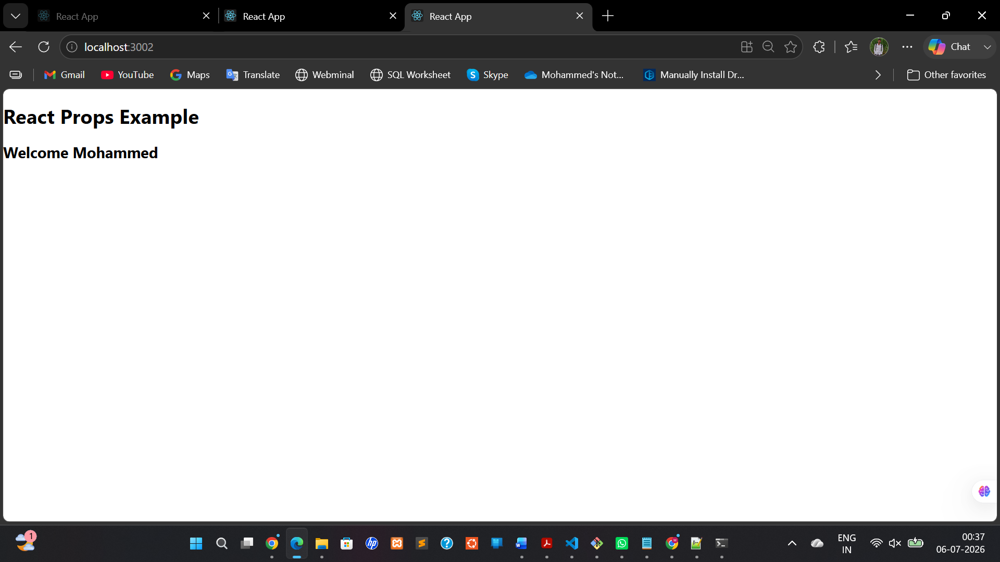 React App
React App
React App
localhost:3002
Chat
Gmail
YouTube
Maps
Translate
Webminal
SQL Worksheet
Skype
Mohammed's Not...
Manually Install Dr...
Other favorites
React Props Example
Welcome Mohammed
1
ENG
IN
00:37
06-07-2026